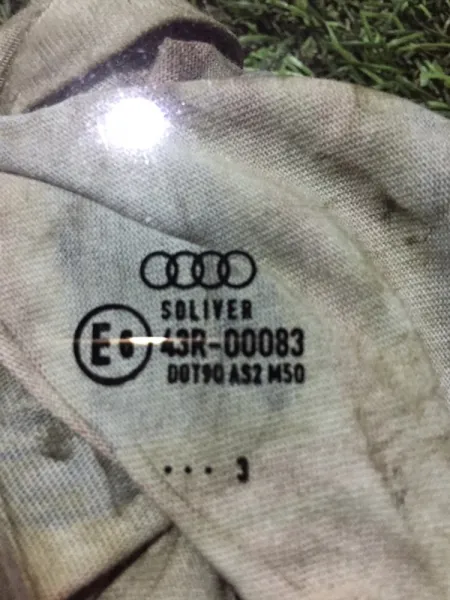 SOLIVER
E6 43R-00083
DOT90 AS2 M50
... 3